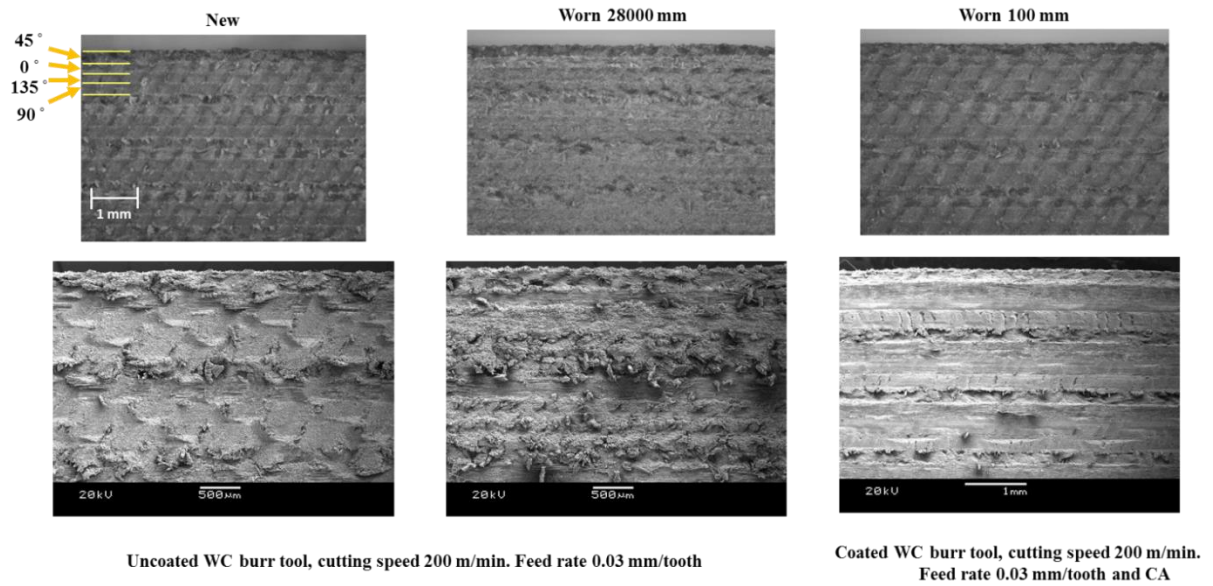 New
Worn 28000 mm
Worn 100 mm
45°
0°
135°
90°
1 mm
20kV 500µm
20kV 500µm
20kV 1mm
Uncoated WC burr tool, cutting speed 200 m/min. Feed rate 0.03 mm/tooth
Coated WC burr tool, cutting speed 200 m/min.
Feed rate 0.03 mm/tooth and CA